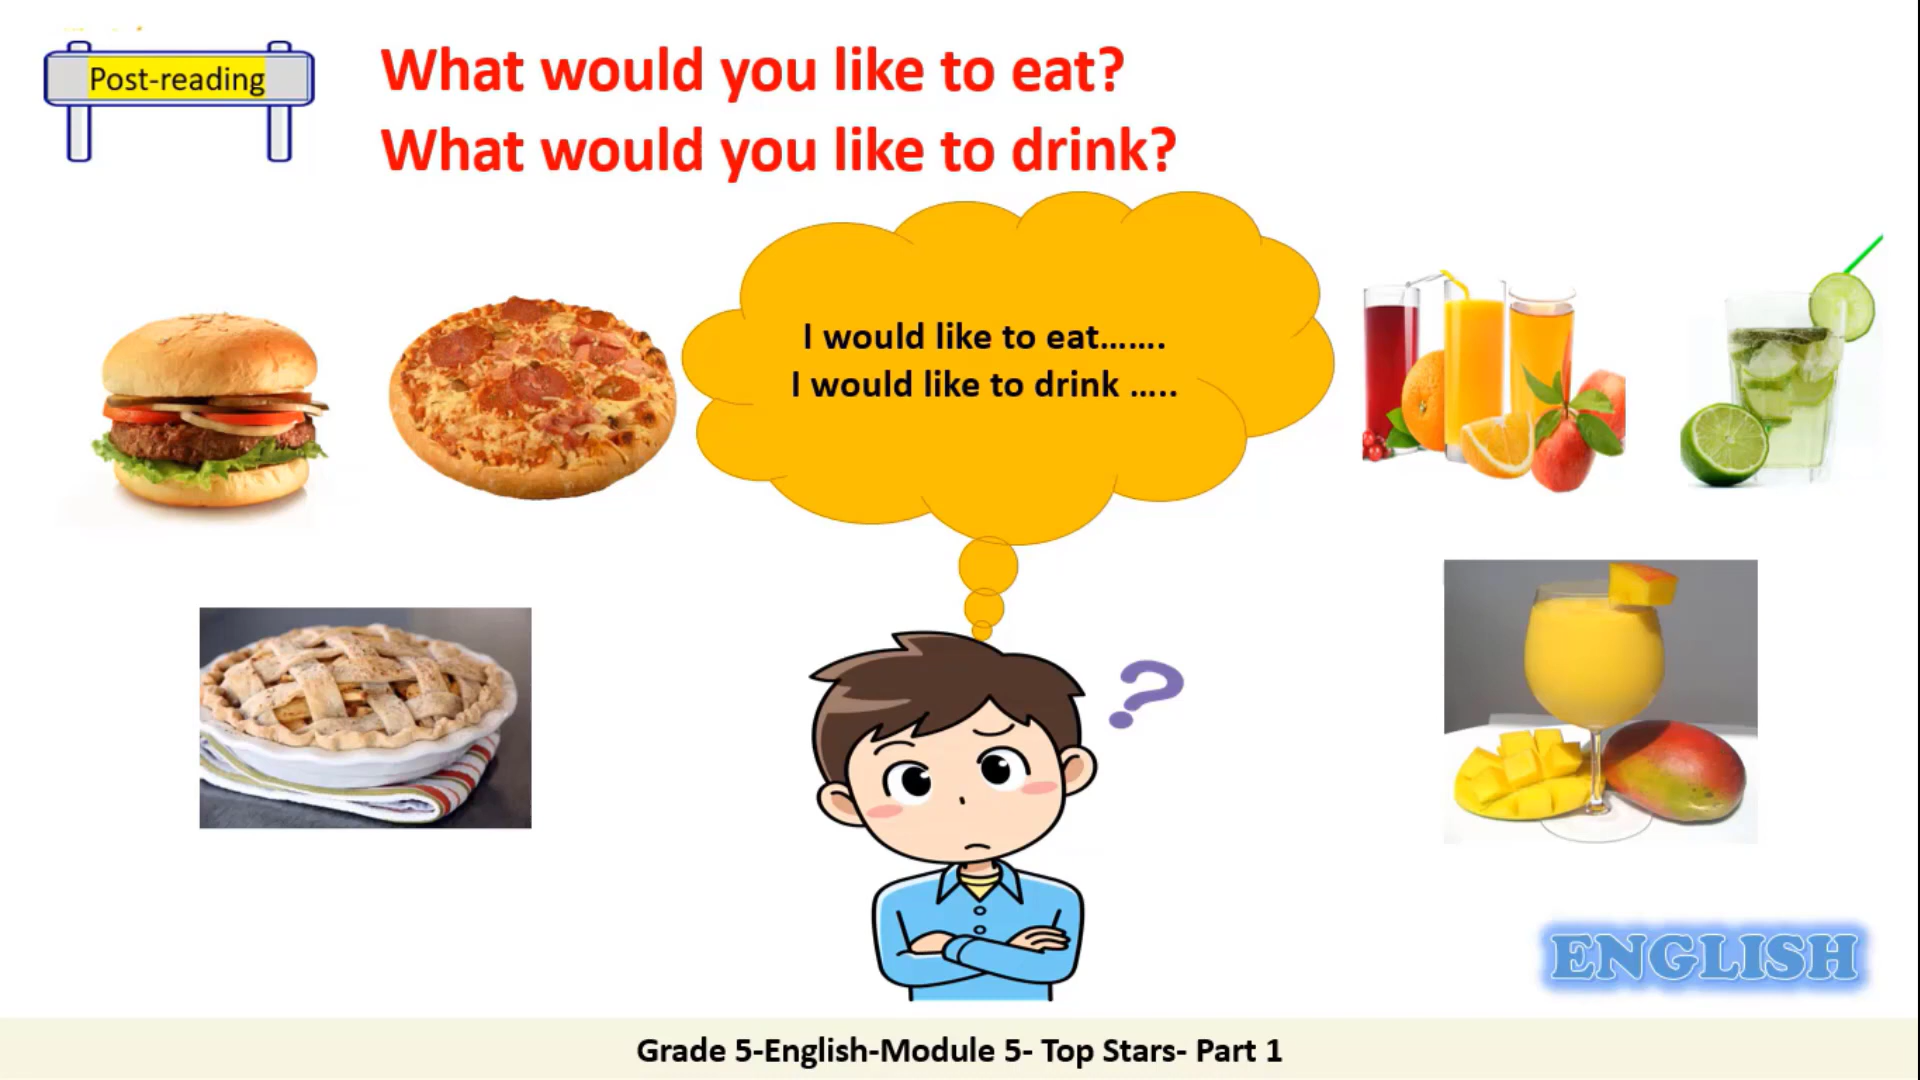 Post-reading
What would you like to eat?
What would you like to drink?
I would like to eat…….
I would like to drink …..
?
ENGLISH
Grade 5-English-Module 5- Top Stars- Part 1